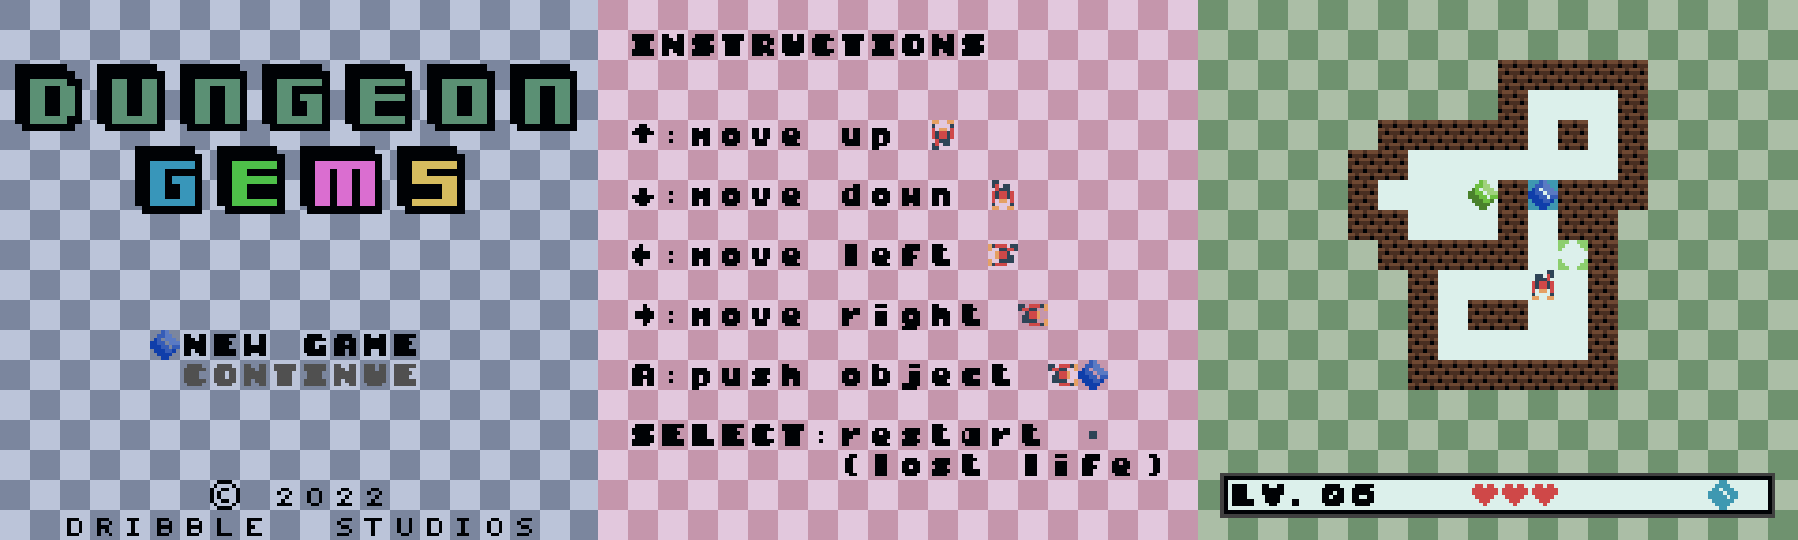 DUNGEON
GEMS
NEW GAME
CONTINUE
© 2022
DRIBBLE STUDIOS
INSTRUCTIONS
↑:move up
↓:move down
←:move left
→:move right
A:push object
SELECT:restart
(lost life)
LV. 06